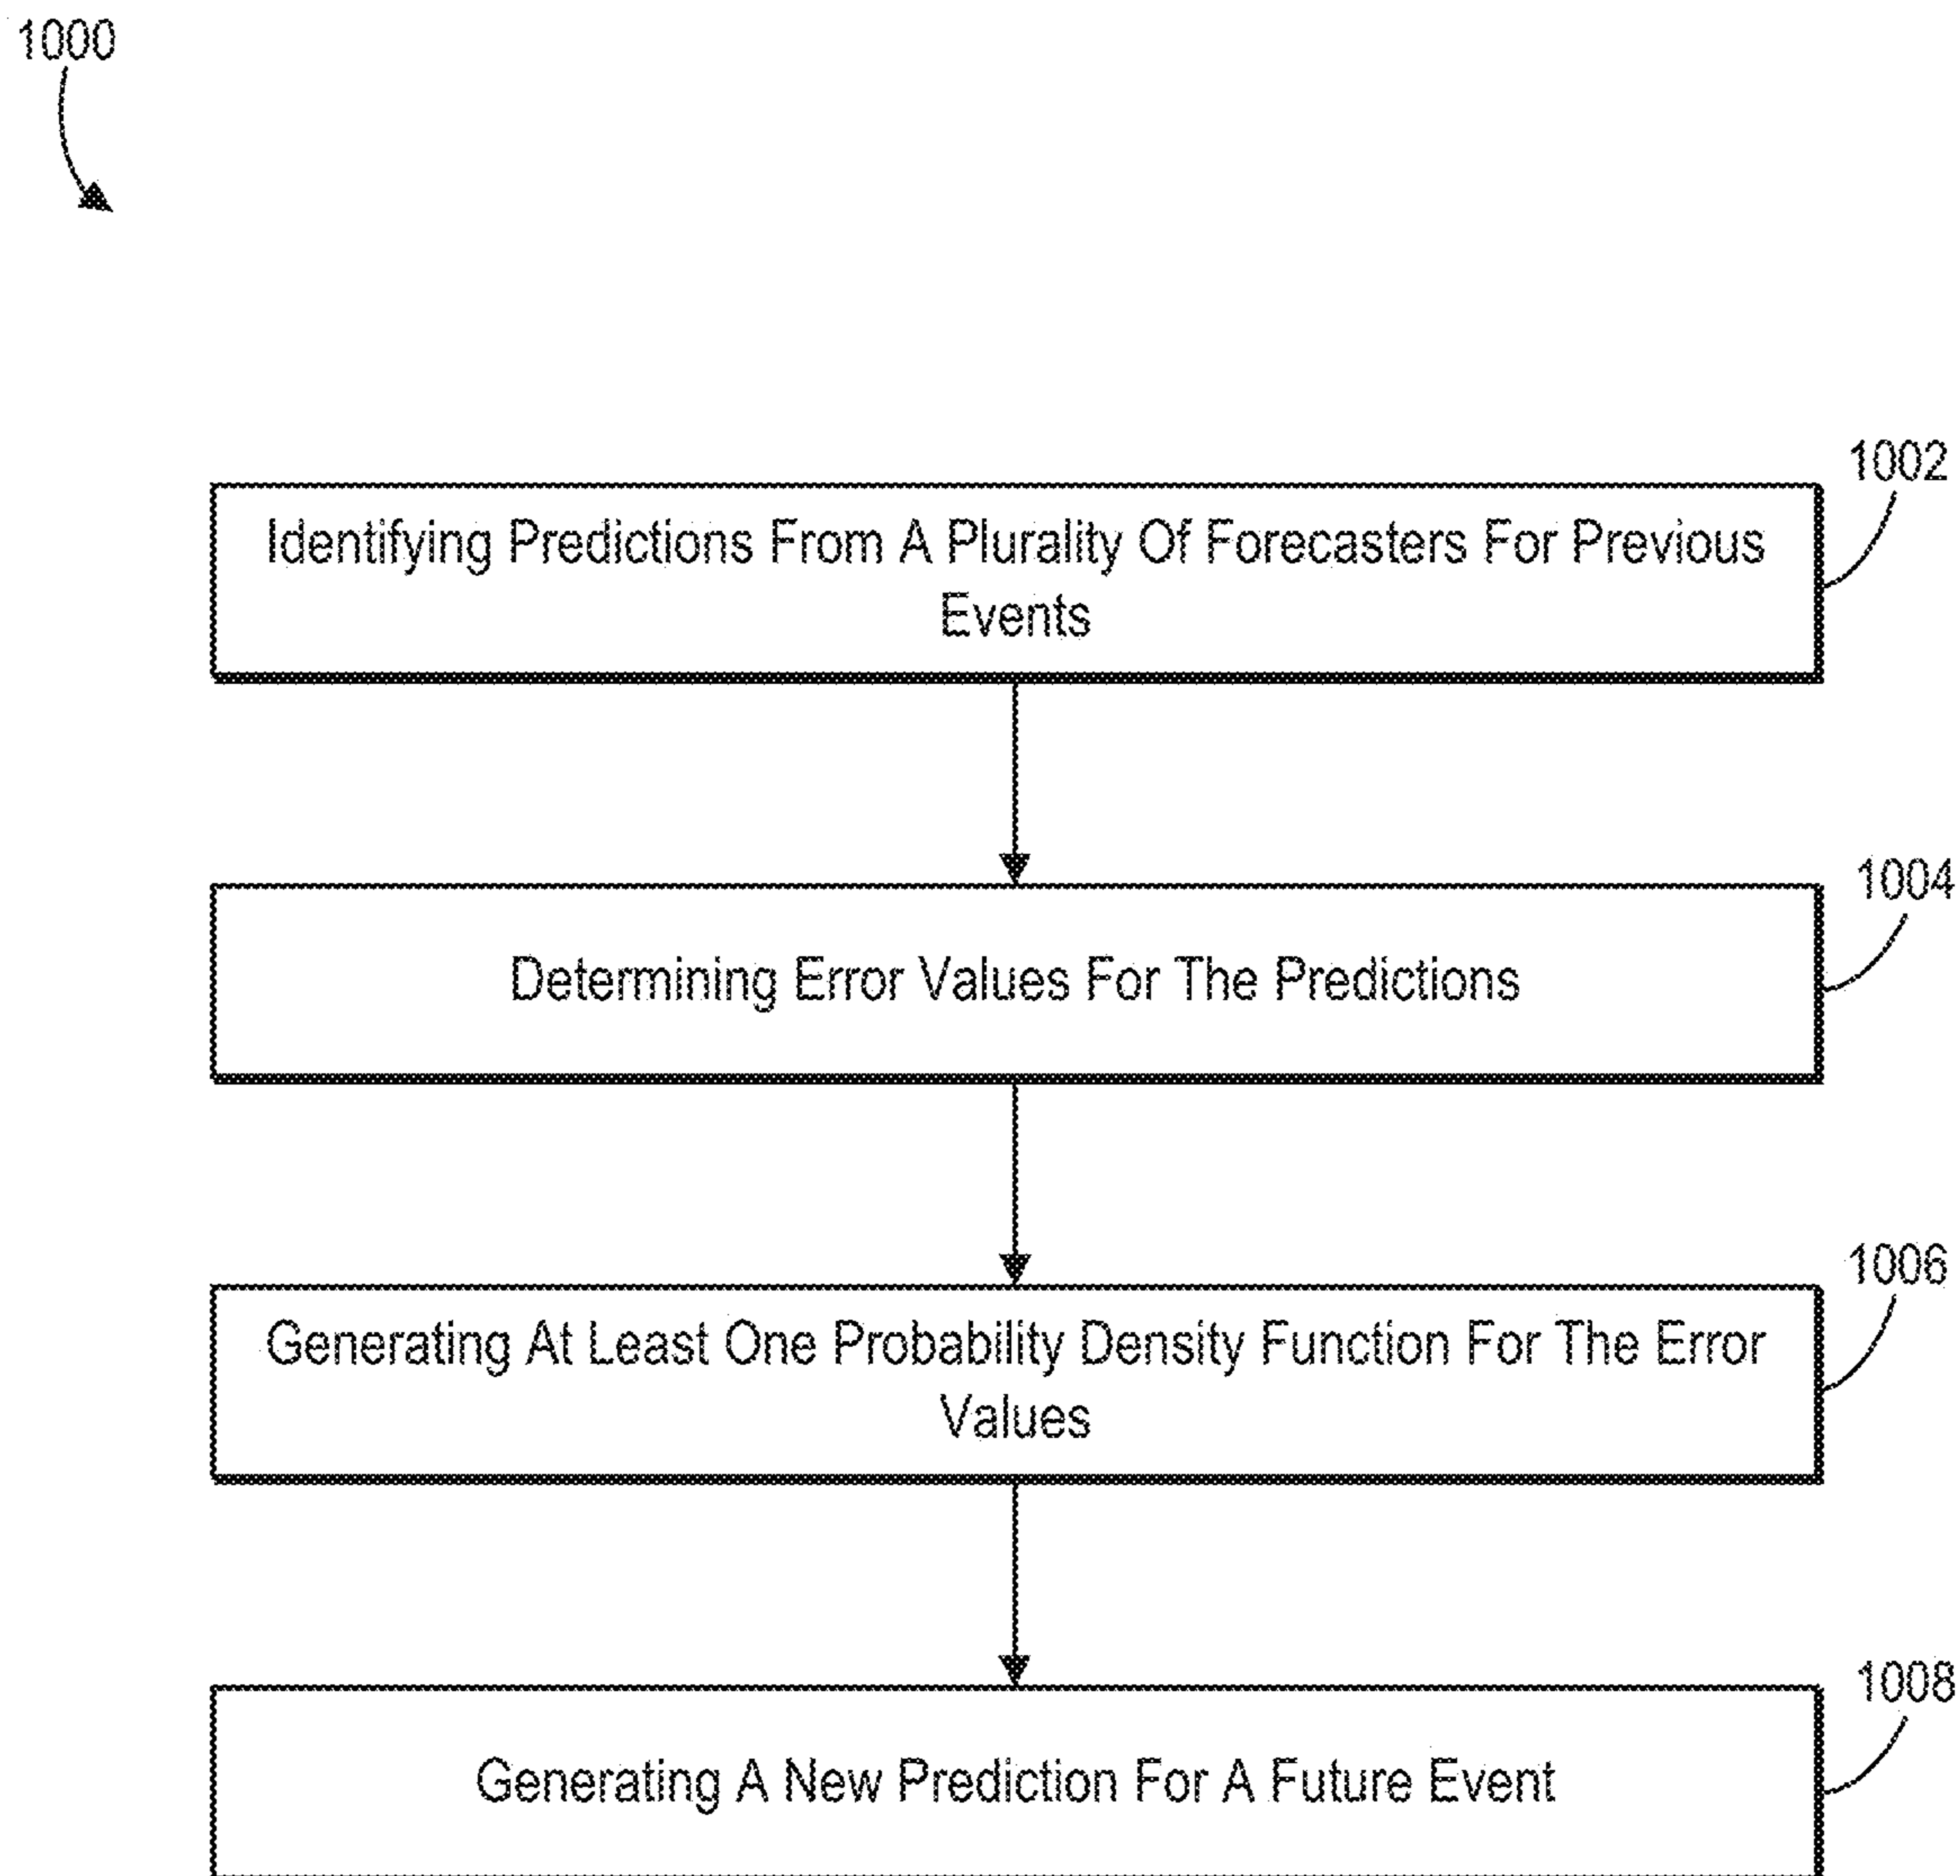 1000
1002
Identifying Predictions From A Plurality Of Forecasters For Previous
Events
1004
Determining Error Values For The Predictions
1006
Generating At Least One Probability Density Function For The Error
Values
1008
Generating A New Prediction For A Future Event